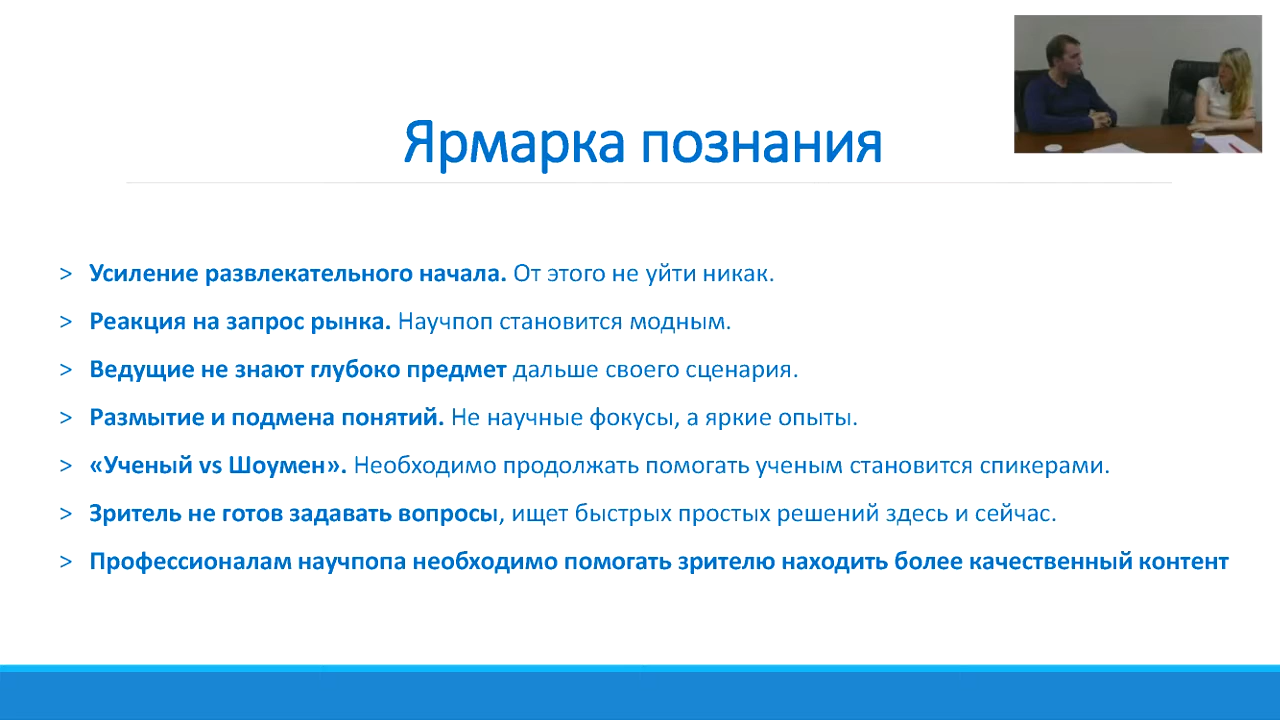 Ярмарка познания
> Усиление развлекательного начала. От этого не уйти никак.
> Реакция на запрос рынка. Научпоп становится модным.
> Ведущие не знают глубоко предмет дальше своего сценария.
> Размытие и подмена понятий. Не научные фокусы, а яркие опыты.
> «Ученый vs Шоумен». Необходимо продолжать помогать ученым становится спикерами.
> Зритель не готов задавать вопросы, ищет быстрых простых решений здесь и сейчас.
> Профессионалам научпопа необходимо помогать зрителю находить более качественный контент